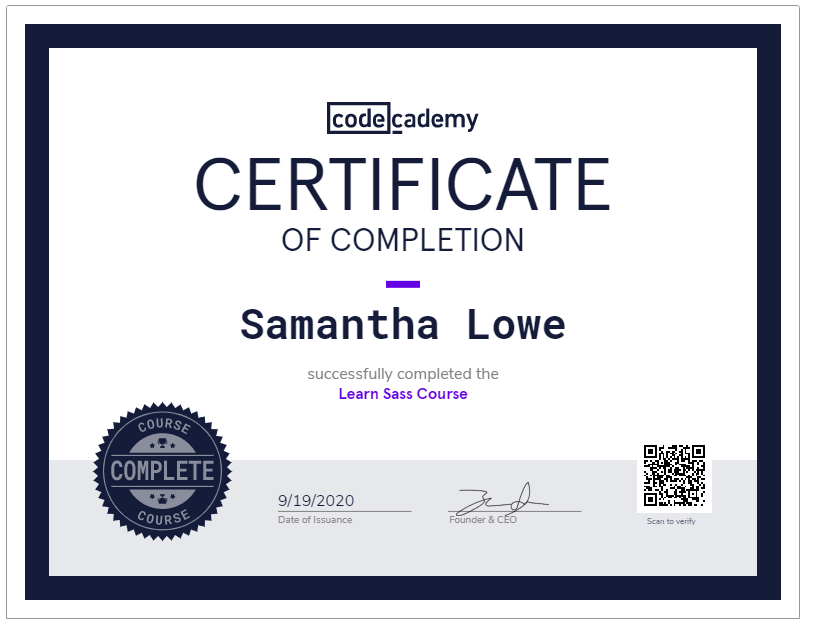 codecademy
CERTIFICATE
OF COMPLETION
Samantha Lowe
successfully completed the
Learn Sass Course
COURSE
COMPLETE
COURSE
9/19/2020
Date of Issuance
Founder & CEO
Scan to verify